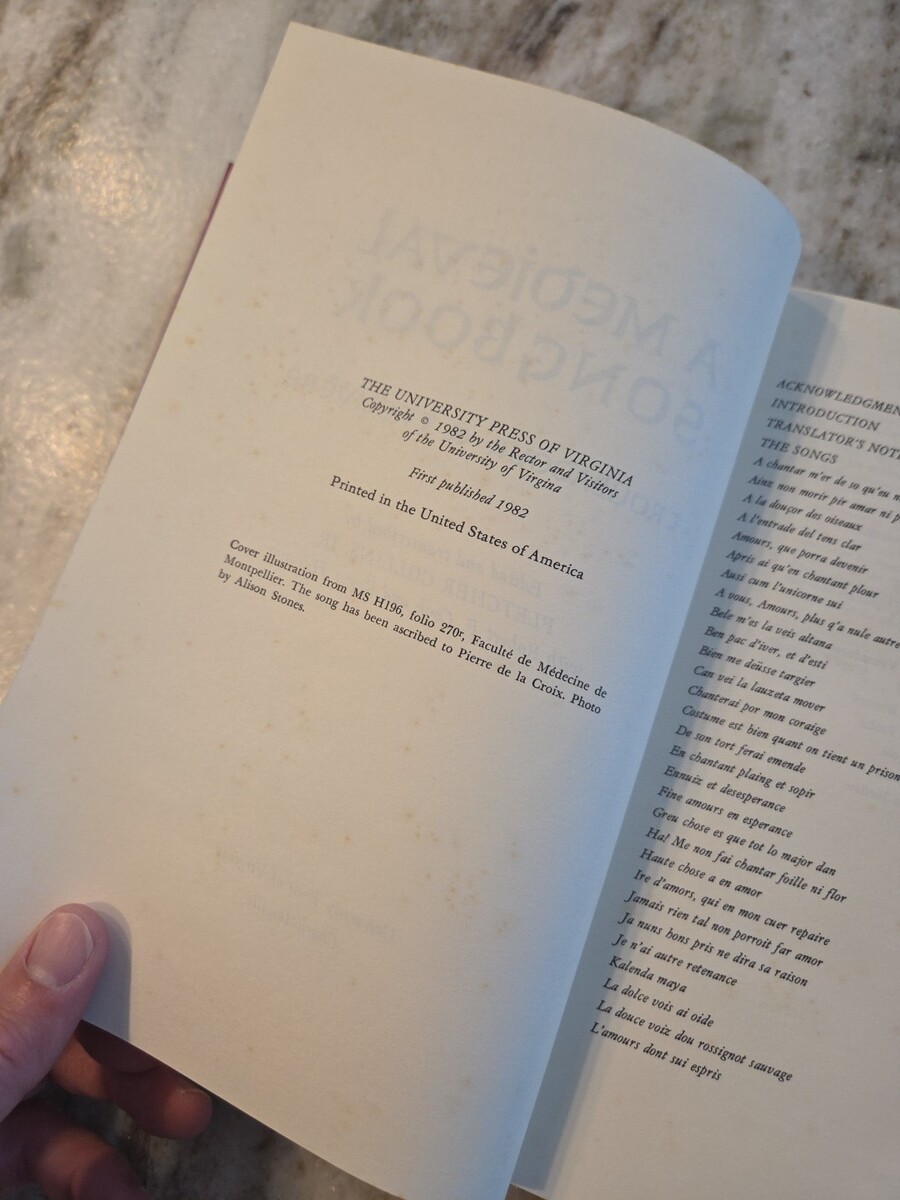 THE UNIVERSITY PRESS OF VIRGINIA
Copyright © 1982 by the Rector and Visitors
of the University of Virgina
First published 1982
Printed in the United States of America
Cover illustration from MS H196, folio 270r, Faculté de Médecine de
Montpellier. The song has been ascribed to Pierre de la Croix. Photo
by Alison Stones.
A MEDIEVAL
SONG BOOK
FLETCHER
ACKNOWLEDGMEN
INTRODUCTION
TRANSLATOR'S NOT
THE SONGS
A chantar m'er de so qu'eu
Ainz non morir pir amar ni
A la douçor des oiseaux
A l'entrade del tens clar
Amours, que porra devenir
Apris ai qu'en chantant plour
Ausi cum l'unicorne sui
A vous, Amours, plus q'a nule autre
Bele m'es la veis altana
Ben pac d'iver, et d'esti
Bien me deüsse targier
Can vei la lauzeta mover
Chanterai por mon coraige
Costume est bien quant on tient un prison
De son tort ferai emende
En chantant plaing et sopir
Ennuiz et desesperance
Fine amours en esperance
Greu chose es que tot lo major dan
Ha! Me non fai chantar foille ni flor
Haute chose a en amor
Ire d'amors, qui en mon cuer repaire
Jamais rien tal non porroit far amor
Ja nuns hons pris ne dira sa raison
Je n'ai autre retenance
Kalenda maya
La dolce vois ai oide
La douce voiz dou rossignot sauvage
L'amours dont sui espris